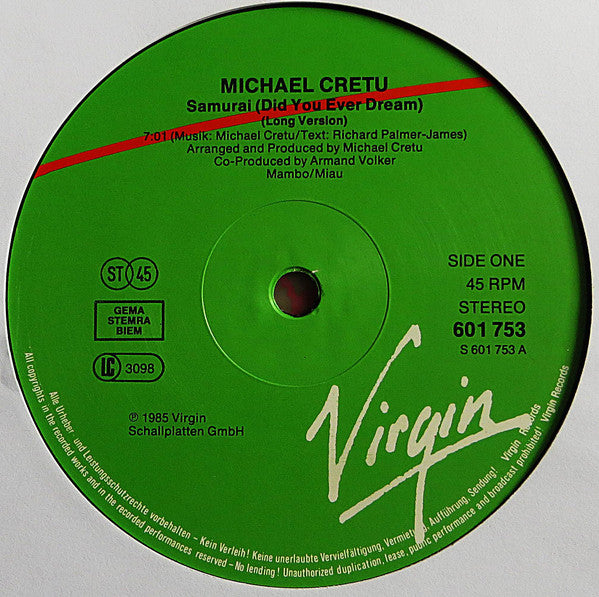 MICHAEL CRETU
Samurai (Did You Ever Dream)
(Long Version)
7:01 (Musik: Michael Cretu/Text: Richard Palmer-James)
Arranged and Produced by Michael Cretu
Co-Produced by Armand Volker
Mambo/Miau
ST 45
GEMA
STEMRA
BIEM
LC 3098
SIDE ONE
45 RPM
STEREO
601 753
S 601 753 A
℗ 1985 Virgin
Schallplatten GmbH
Virgin
Alle Urheber- und Leistungsschutzrechte vorbehalten – Kein Verleih! Keine unerlaubte Vervielfältigung, Vermietung, Aufführung, Sendung! Virgin Records
All copyrights in the recorded works and in the recorded performances reserved – No lending! Unauthorized duplication, lease, public performance and broadcast prohibited! Virgin Records